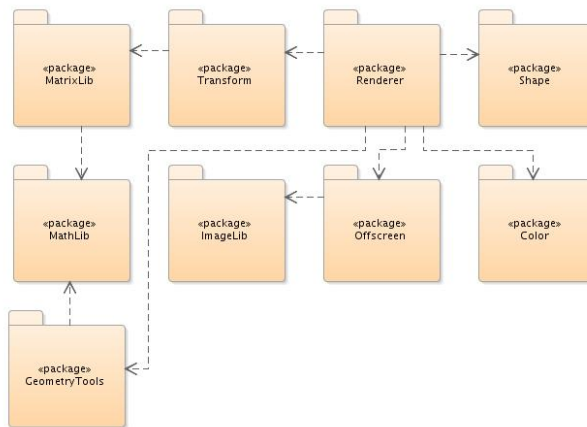 «package»
MatrixLib
«package»
Transform
«package»
Renderer
«package»
Shape
«package»
MathLib
«package»
ImageLib
«package»
Offscreen
«package»
Color
«package»
GeometryTools